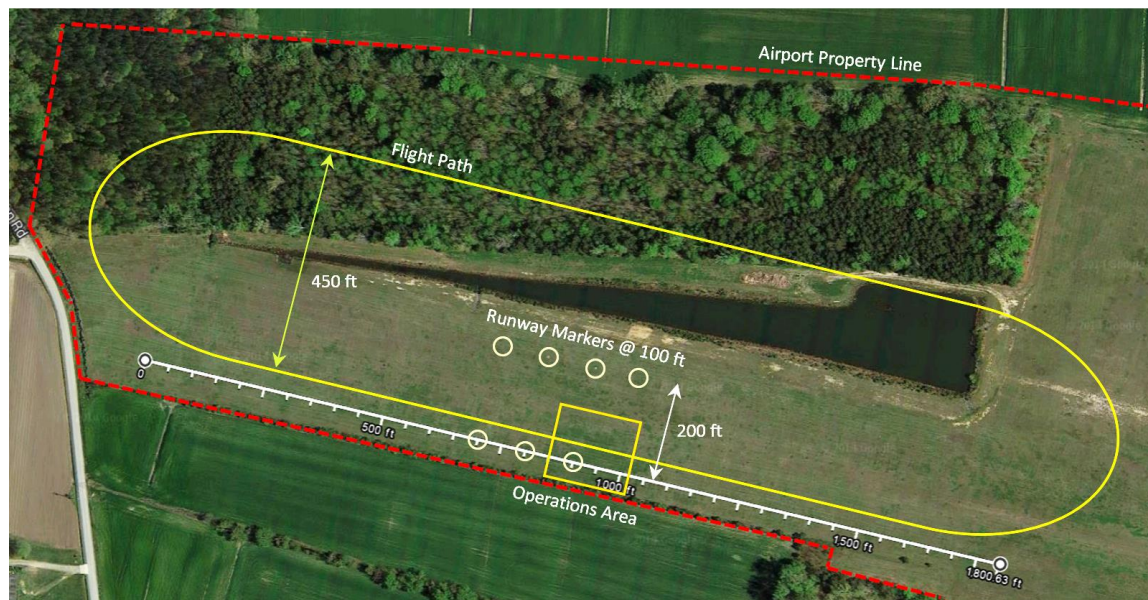 Airport Property Line
Flight Path
450 ft
Runway Markers @ 100 ft
200 ft
0
500 ft
1000 ft
Operations Area
1,500 ft
1,800.63 ft